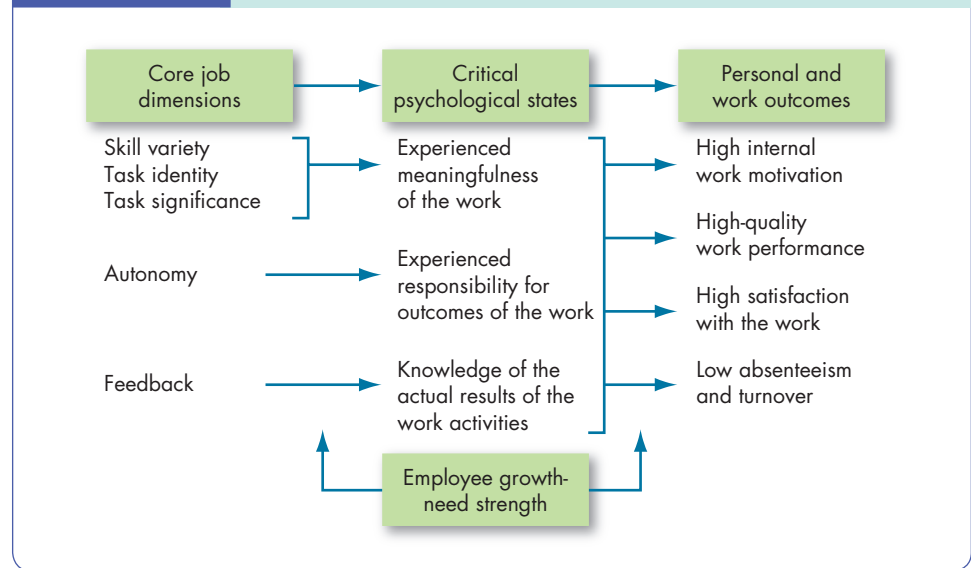 Core job
dimensions
Critical
psychological states
Personal and
work outcomes
Skill variety
Task identity
Task significance
Experienced
meaningfulness
of the work
High internal
work motivation
High-quality
work performance
Autonomy
Experienced
responsibility for
outcomes of the work
High satisfaction
with the work
Feedback
Knowledge of the
actual results of the
work activities
Low absenteeism
and turnover
Employee growth-
need strength